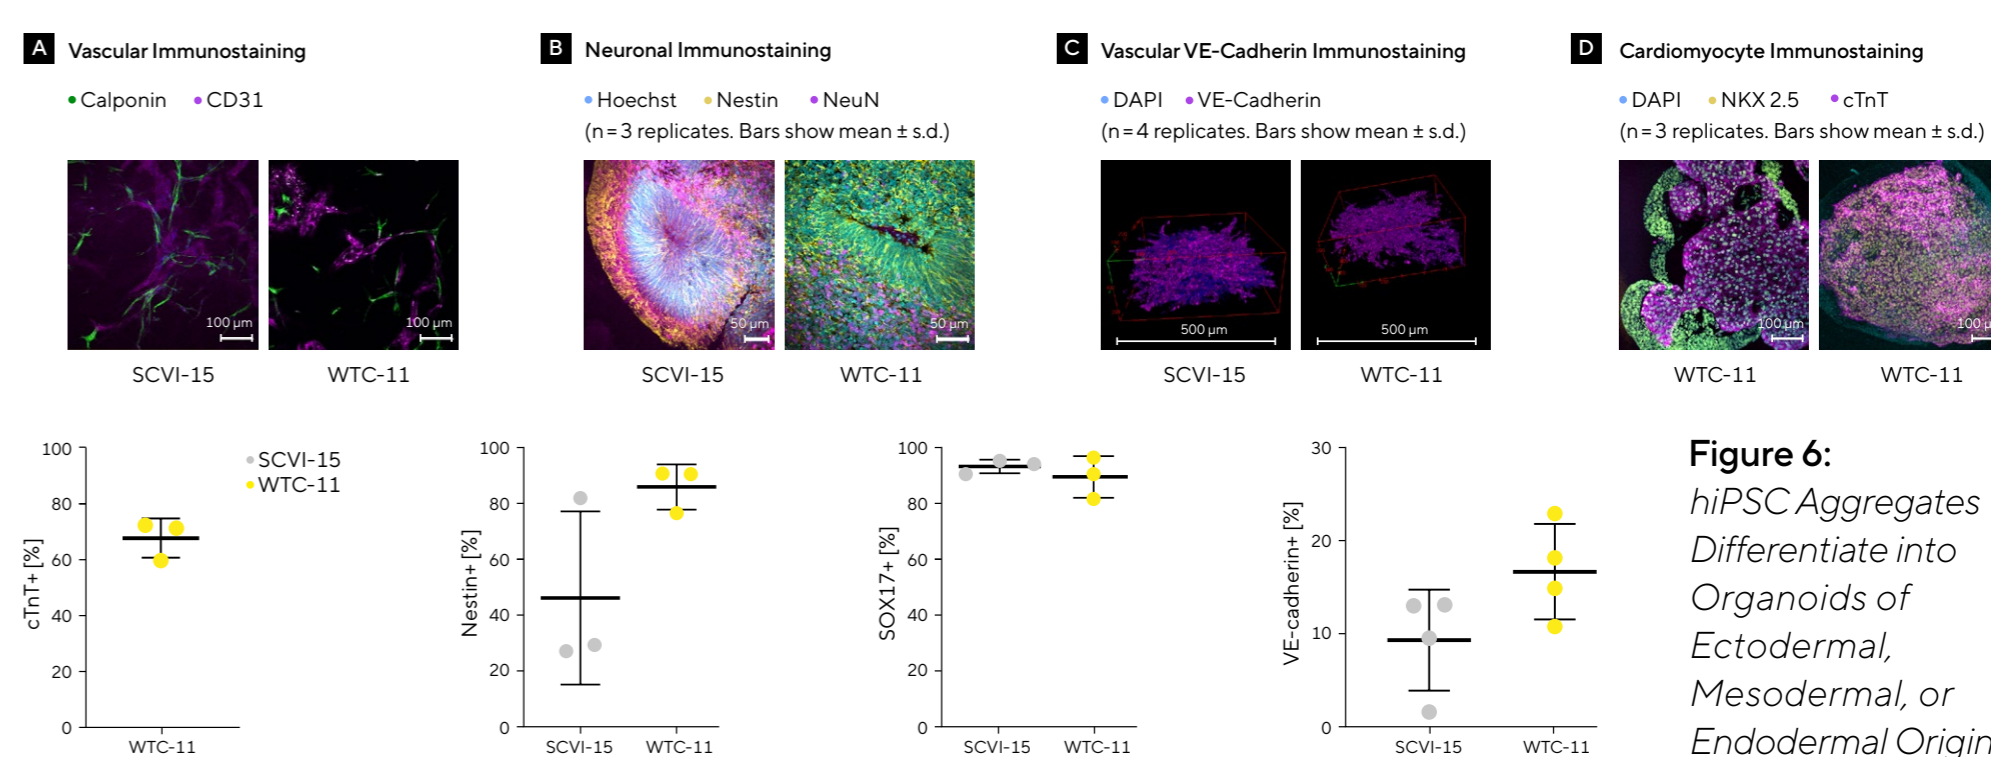 A Vascular Immunostaining
Calponin CD31
100 µm
100 µm
SCVI-15 WTC-11
B Neuronal Immunostaining
Hoechst Nestin NeuN
(n=3 replicates. Bars show mean ± s.d.)
50 µm
50 µm
SCVI-15 WTC-11
C Vascular VE-Cadherin Immunostaining
DAPI VE-Cadherin
(n=4 replicates. Bars show mean ± s.d.)
500 µm
500 µm
SCVI-15 WTC-11
D Cardiomyocyte Immunostaining
DAPI NKX 2.5 cTnT
(n=3 replicates. Bars show mean ± s.d.)
100 µm
100 µm
WTC-11 WTC-11
cTnT+ [%]
100
80
60
40
20
0
WTC-11
SCVI-15
WTC-11
Nestin+ [%]
100
80
60
40
20
0
SCVI-15 WTC-11
SOX17+ [%]
100
80
60
40
20
0
SCVI-15 WTC-11
VE-cadherin+ [%]
30
20
10
0
SCVI-15 WTC-11
Figure 6:
hiPSC Aggregates
Differentiate into
Organoids of
Ectodermal,
Mesodermal, or
Endodermal Origin